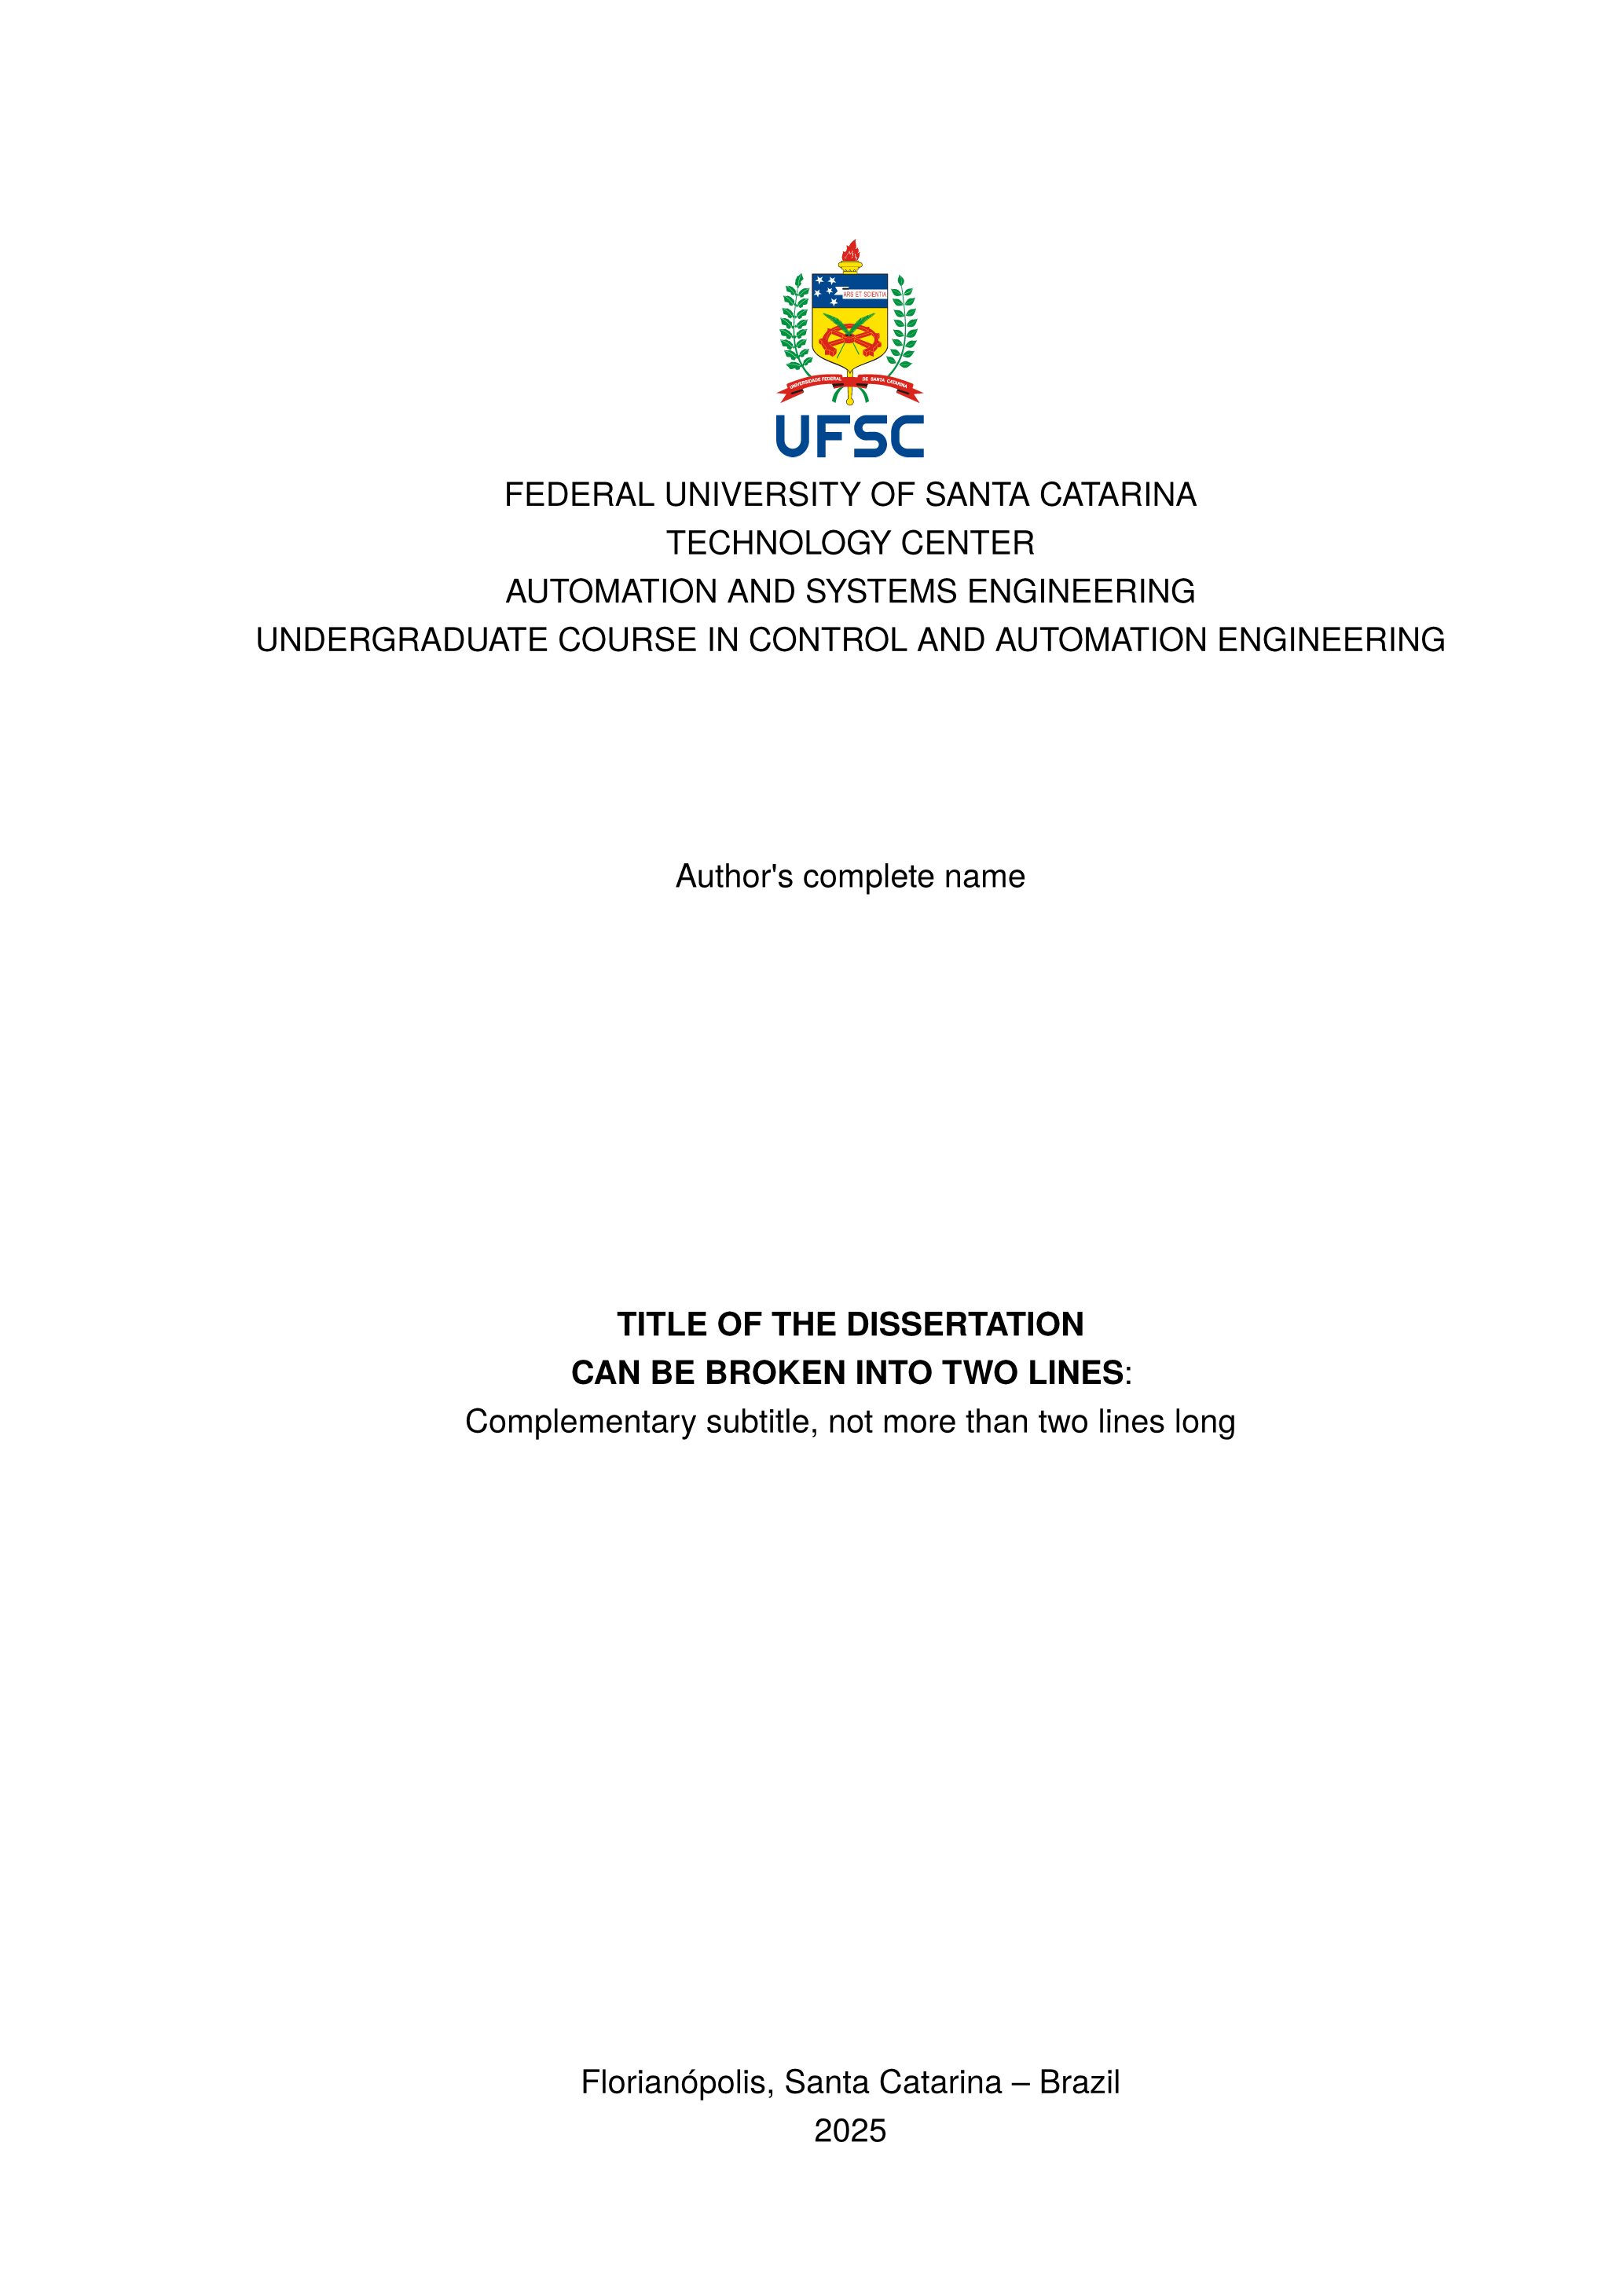 ARS ET SCIENTIA
UNIVERSIDADE FEDERAL DE SANTA CATARINA
UFSC
FEDERAL UNIVERSITY OF SANTA CATARINA
TECHNOLOGY CENTER
AUTOMATION AND SYSTEMS ENGINEERING
UNDERGRADUATE COURSE IN CONTROL AND AUTOMATION ENGINEERING
Author's complete name
TITLE OF THE DISSERTATION
CAN BE BROKEN INTO TWO LINES:
Complementary subtitle, not more than two lines long
Florianópolis, Santa Catarina – Brazil
2025